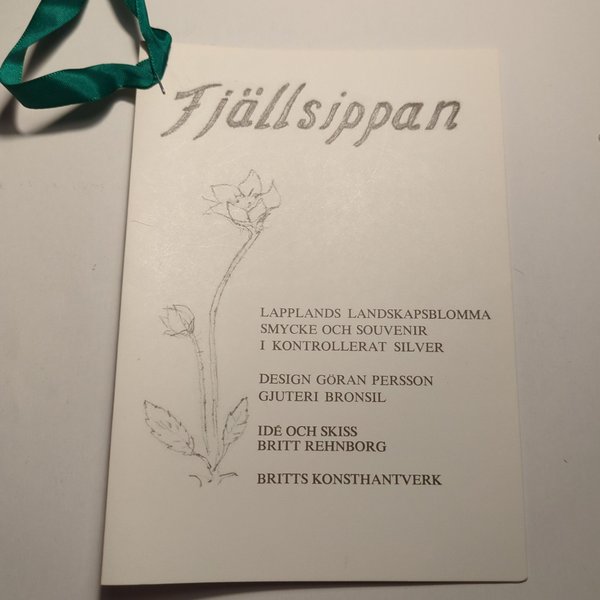 Fjällsippan
LAPPLANDS LANDSKAPSBLOMMA
SMYCKE OCH SOUVENIR
I KONTROLLERAT SILVER
DESIGN GÖRAN PERSSON
GJUTERI BRONSIL
IDÉ OCH SKISS
BRITT REHNBORG
BRITTS KONSTHANTVERK